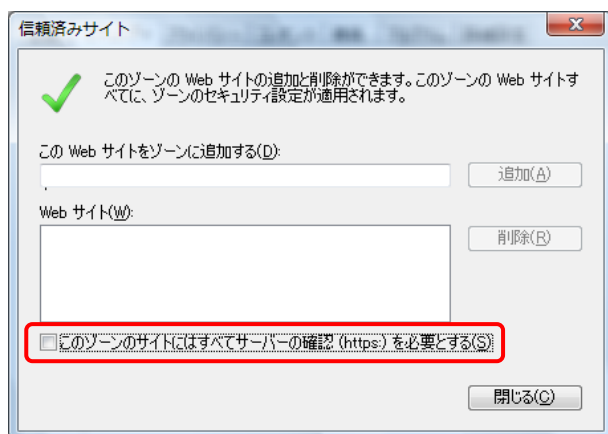 信頼済みサイト
このゾーンの Web サイトの追加と削除ができます。このゾーンの Web サイトす
べてに、ゾーンのセキュリティ設定が適用されます。
この Web サイトをゾーンに追加する(D):
追加(A)
Web サイト(W):
削除(R)
このゾーンのサイトにはすべてサーバーの確認 (https:) を必要とする(S)
閉じる(C)